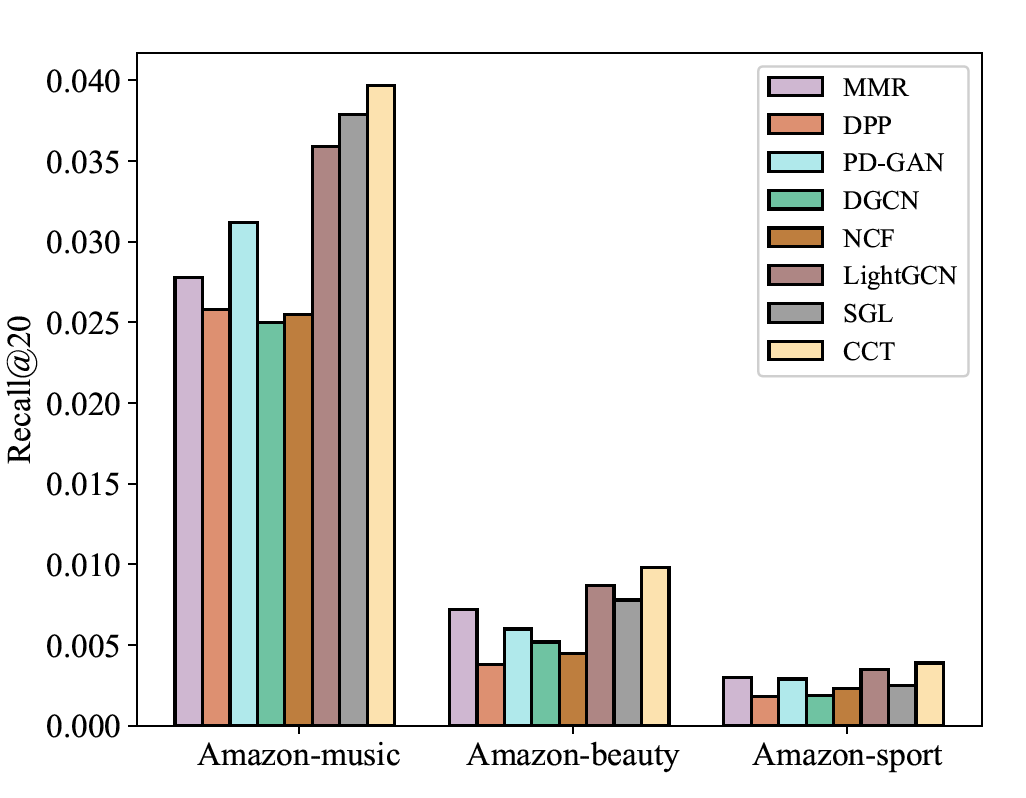 0.040
0.035
0.030
0.025
0.020
0.015
0.010
0.005
0.000
Recall@20
MMR
DPP
PD-GAN
DGCN
NCF
LightGCN
SGL
CCT
Amazon-music
Amazon-beauty
Amazon-sport